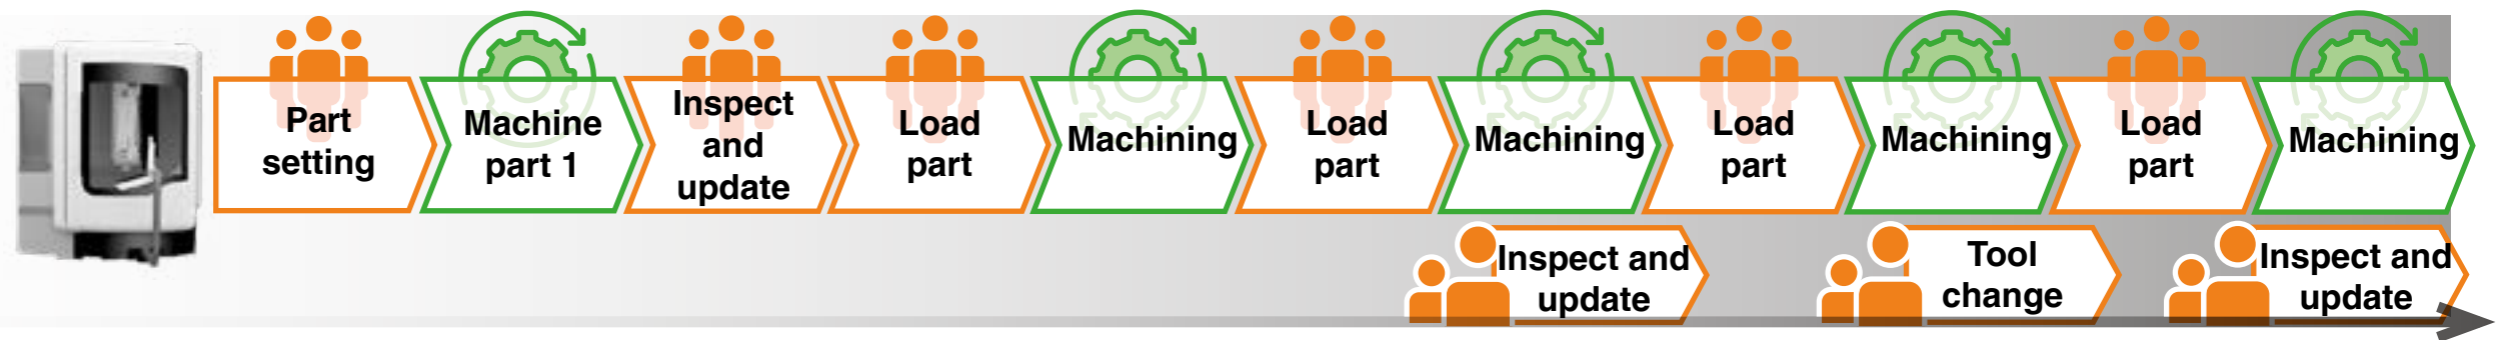 Part
setting
Machine
part 1
Inspect
and
update
Load
part
Machining
Load
part
Machining
Load
part
Machining
Load
part
Machining
Inspect and
update
Tool
change
Inspect and
update